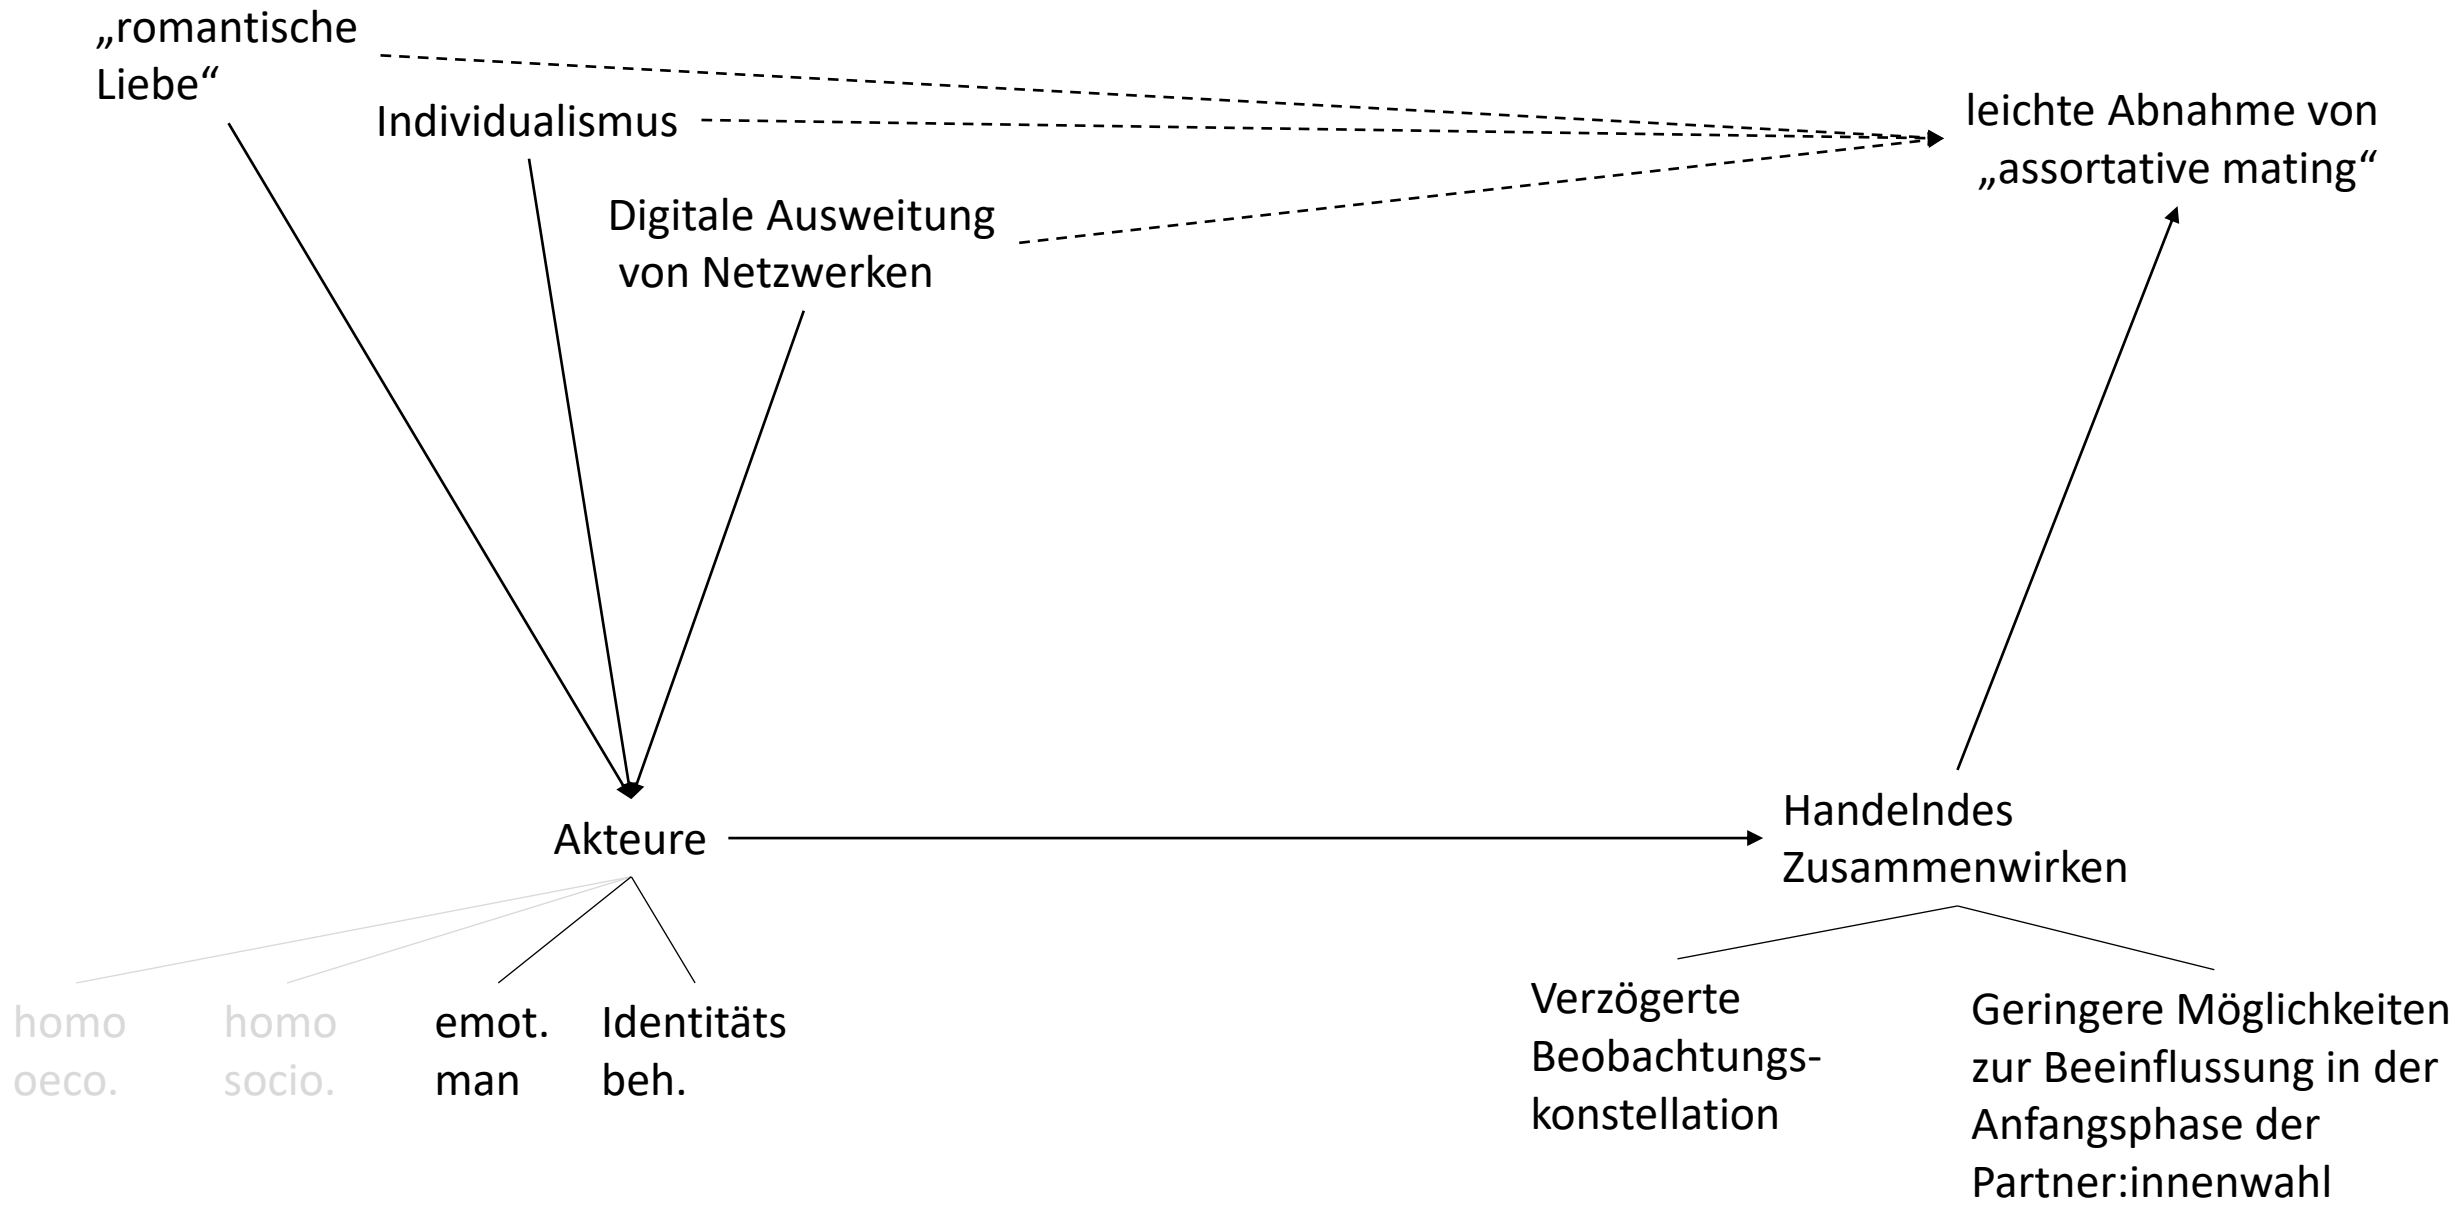 „romantische
Liebe“
Individualismus
Digitale Ausweitung
von Netzwerken
leichte Abnahme von
„assortative mating“
Akteure
homo
oeco.
homo
socio.
emot.
man
Identitäts
beh.
Handelndes
Zusammenwirken
Verzögerte
Beobachtungs-
konstellation
Geringere Möglichkeiten
zur Beeinflussung in der
Anfangsphase der
Partner:innenwahl